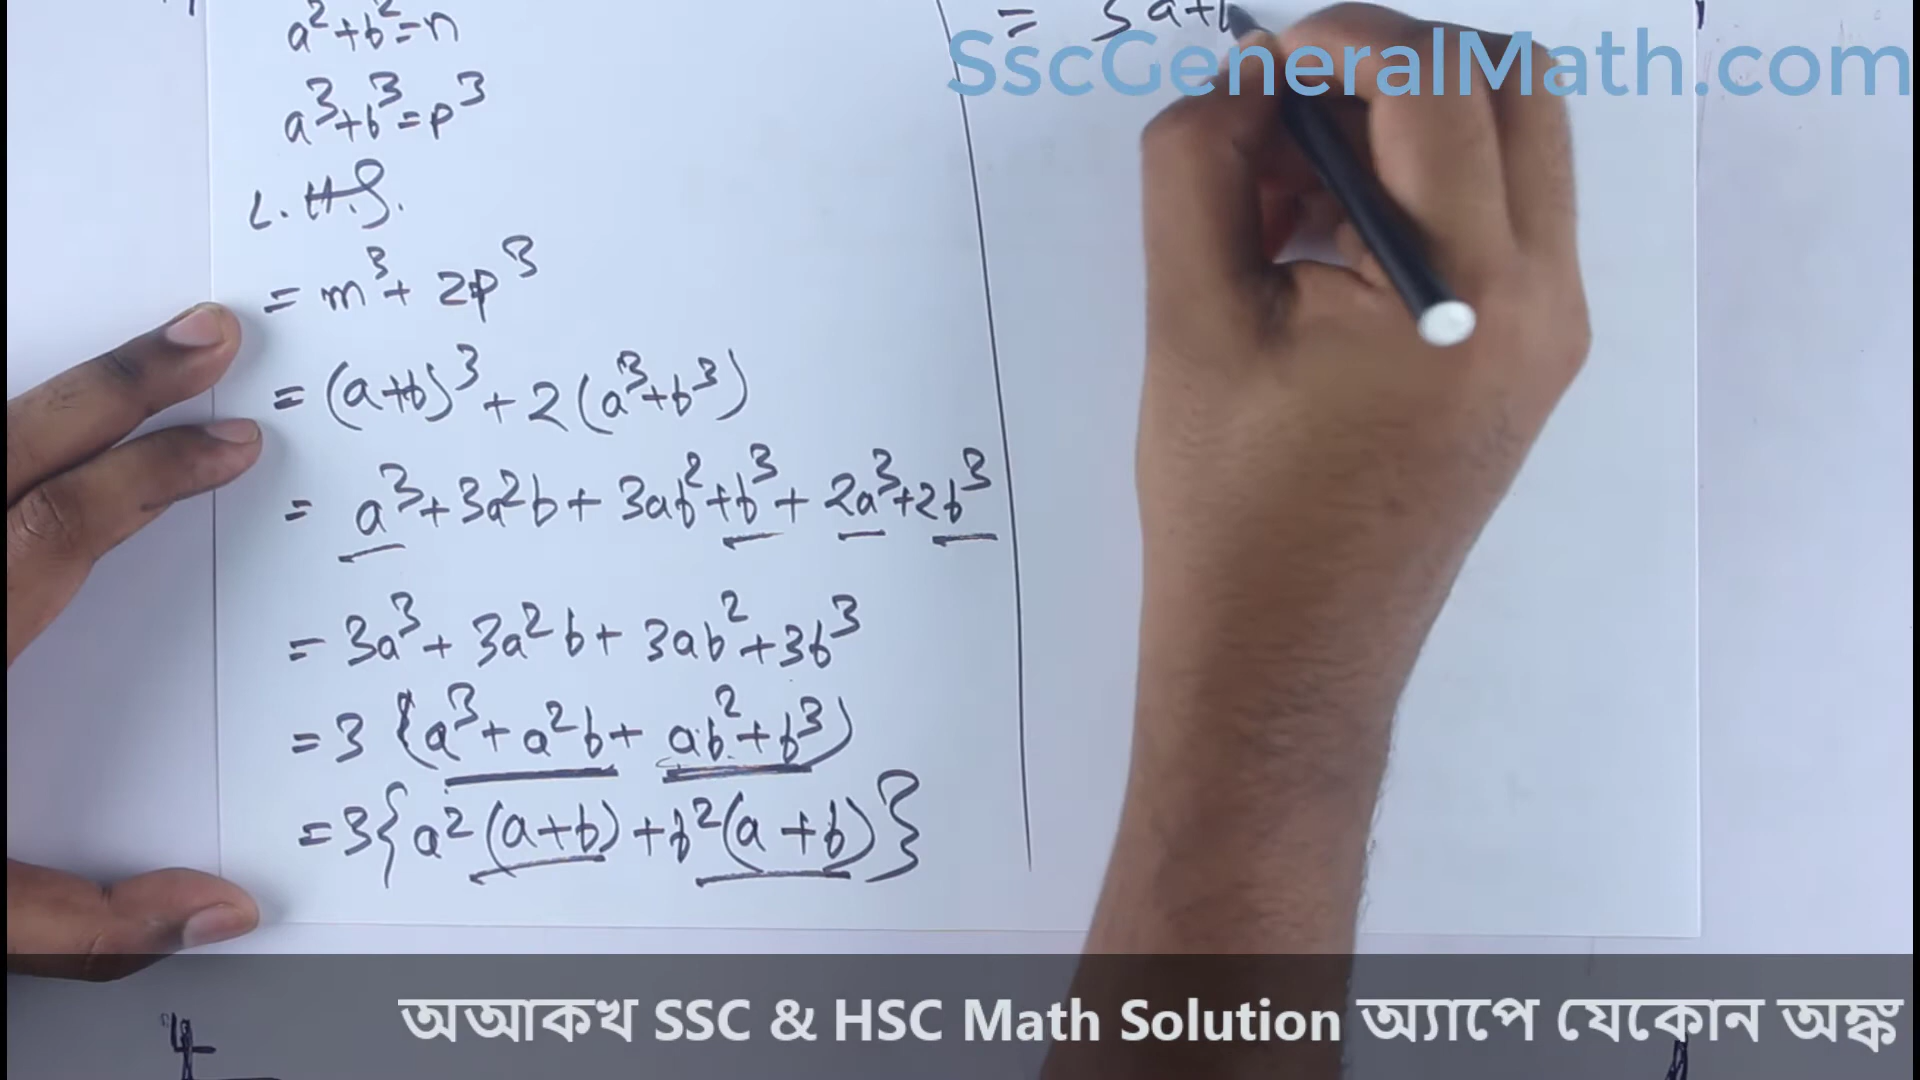 a²+b²=n
a³+b³=p³
L.H.S.
= m³+ 2p³
= (a+b)³ + 2(a³+b³)
= a³+3a²b+ 3ab²+b³+ 2a³+2b³
= 3a³+ 3a²b+ 3ab²+3b³
=3 {a³+a²b+ ab²+b³)
=3{a²(a+b)+b²(a+b)}
= 3a+b
SscGeneralMath.com
অআকখ SSC & HSC Math Solution অ্যাপে যেকোন অঙ্ক